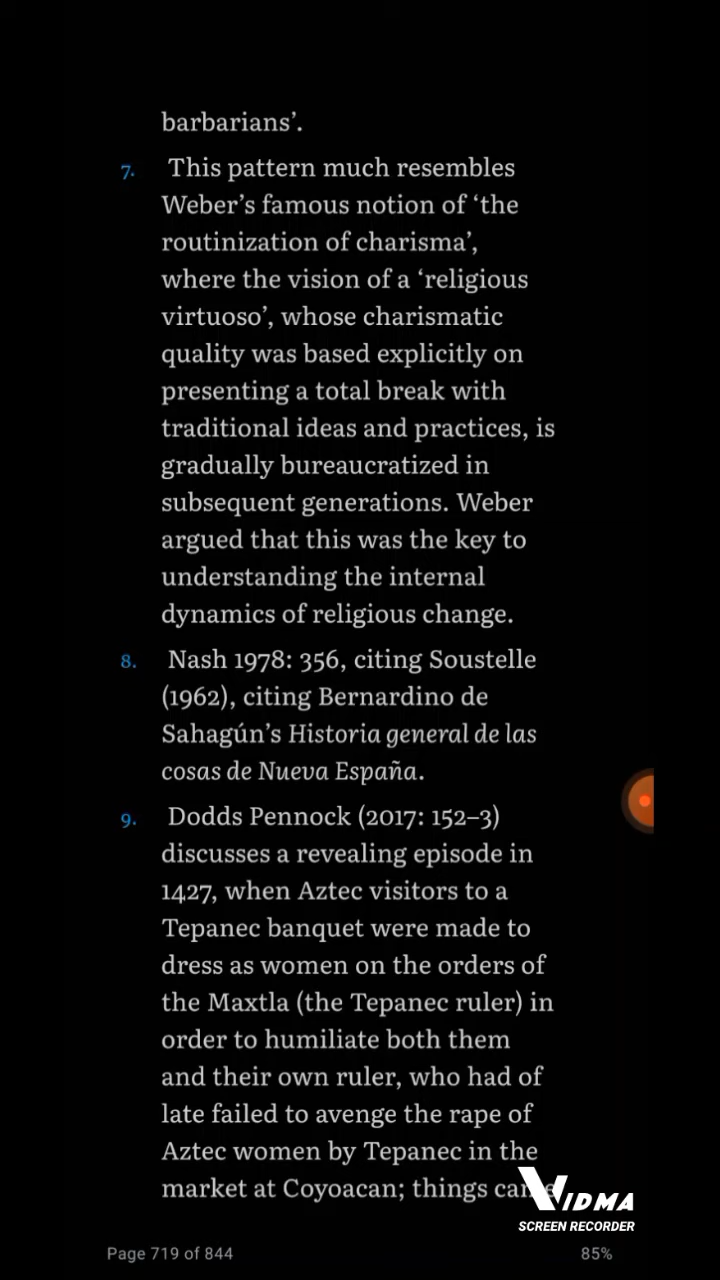 barbarians’.
7. This pattern much resembles
Weber’s famous notion of ‘the
routinization of charisma’,
where the vision of a ‘religious
virtuoso’, whose charismatic
quality was based explicitly on
presenting a total break with
traditional ideas and practices, is
gradually bureaucratized in
subsequent generations. Weber
argued that this was the key to
understanding the internal
dynamics of religious change.
8. Nash 1978: 356, citing Soustelle
(1962), citing Bernardino de
Sahagún’s Historia general de las
cosas de Nueva España.
9. Dodds Pennock (2017: 152–3)
discusses a revealing episode in
1427, when Aztec visitors to a
Tepanec banquet were made to
dress as women on the orders of
the Maxtla (the Tepanec ruler) in
order to humiliate both them
and their own ruler, who had of
late failed to avenge the rape of
Aztec women by Tepanec in the
market at Coyoacan; things came
VIDMA
SCREEN RECORDER
Page 719 of 844 85%